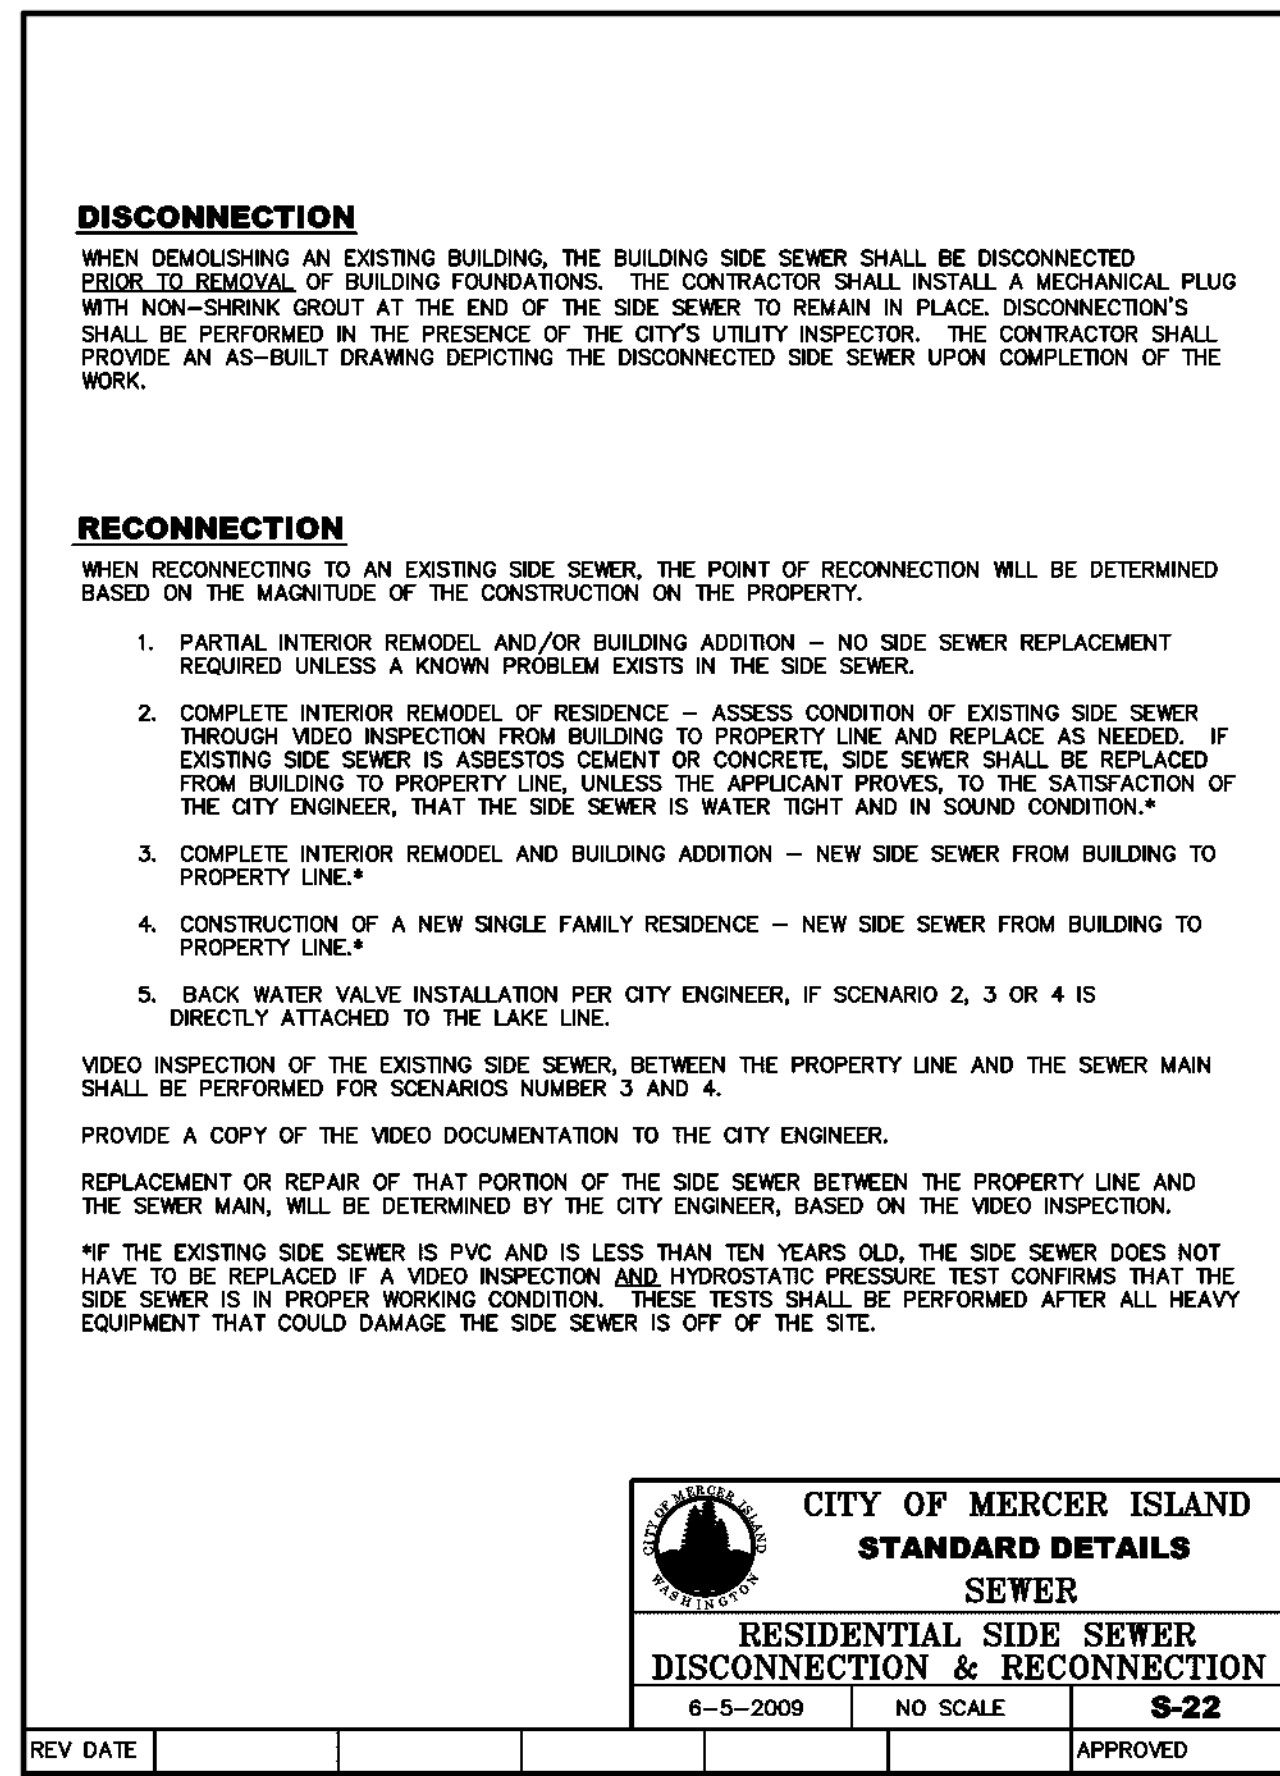 DISCONNECTION
WHEN DEMOLISHING AN EXISTING BUILDING, THE BUILDING SIDE SEWER SHALL BE DISCONNECTED
PRIOR TO REMOVAL OF BUILDING FOUNDATIONS. THE CONTRACTOR SHALL INSTALL A MECHANICAL PLUG
WITH NON-SHRINK GROUT AT THE END OF THE SIDE SEWER TO REMAIN IN PLACE. DISCONNECTION'S
SHALL BE PERFORMED IN THE PRESENCE OF THE CITY'S UTILITY INSPECTOR. THE CONTRACTOR SHALL
PROVIDE AN AS-BUILT DRAWING DEPICTING THE DISCONNECTED SIDE SEWER UPON COMPLETION OF THE
WORK.
RECONNECTION
WHEN RECONNECTING TO AN EXISTING SIDE SEWER, THE POINT OF RECONNECTION WILL BE DETERMINED
BASED ON THE MAGNITUDE OF THE CONSTRUCTION ON THE PROPERTY.
1. PARTIAL INTERIOR REMODEL AND/OR BUILDING ADDITION – NO SIDE SEWER REPLACEMENT
REQUIRED UNLESS A KNOWN PROBLEM EXISTS IN THE SIDE SEWER.
2. COMPLETE INTERIOR REMODEL OF RESIDENCE – ASSESS CONDITION OF EXISTING SIDE SEWER
THROUGH VIDEO INSPECTION FROM BUILDING TO PROPERTY LINE AND REPLACE AS NEEDED. IF
EXISTING SIDE SEWER IS ASBESTOS CEMENT OR CONCRETE, SIDE SEWER SHALL BE REPLACED
FROM BUILDING TO PROPERTY LINE, UNLESS THE APPLICANT PROVES, TO THE SATISFACTION OF
THE CITY ENGINEER, THAT THE SIDE SEWER IS WATER TIGHT AND IN SOUND CONDITION.*
3. COMPLETE INTERIOR REMODEL AND BUILDING ADDITION – NEW SIDE SEWER FROM BUILDING TO
PROPERTY LINE.*
4. CONSTRUCTION OF A NEW SINGLE FAMILY RESIDENCE – NEW SIDE SEWER FROM BUILDING TO
PROPERTY LINE.*
5. BACK WATER VALVE INSTALLATION PER CITY ENGINEER, IF SCENARIO 2, 3 OR 4 IS
DIRECTLY ATTACHED TO THE LAKE LINE.
VIDEO INSPECTION OF THE EXISTING SIDE SEWER, BETWEEN THE PROPERTY LINE AND THE SEWER MAIN
SHALL BE PERFORMED FOR SCENARIOS NUMBER 3 AND 4.
PROVIDE A COPY OF THE VIDEO DOCUMENTATION TO THE CITY ENGINEER.
REPLACEMENT OR REPAIR OF THAT PORTION OF THE SIDE SEWER BETWEEN THE PROPERTY LINE AND
THE SEWER MAIN, WILL BE DETERMINED BY THE CITY ENGINEER, BASED ON THE VIDEO INSPECTION.
*IF THE EXISTING SIDE SEWER IS PVC AND IS LESS THAN TEN YEARS OLD, THE SIDE SEWER DOES NOT
HAVE TO BE REPLACED IF A VIDEO INSPECTION AND HYDROSTATIC PRESSURE TEST CONFIRMS THAT THE
SIDE SEWER IS IN PROPER WORKING CONDITION. THESE TESTS SHALL BE PERFORMED AFTER ALL HEAVY
EQUIPMENT THAT COULD DAMAGE THE SIDE SEWER IS OFF OF THE SITE.
CITY OF MERCER ISLAND
WASHINGTON
CITY OF MERCER ISLAND
STANDARD DETAILS
SEWER
RESIDENTIAL SIDE SEWER
DISCONNECTION & RECONNECTION
6-5-2009 NO SCALE S-22
REV DATE APPROVED